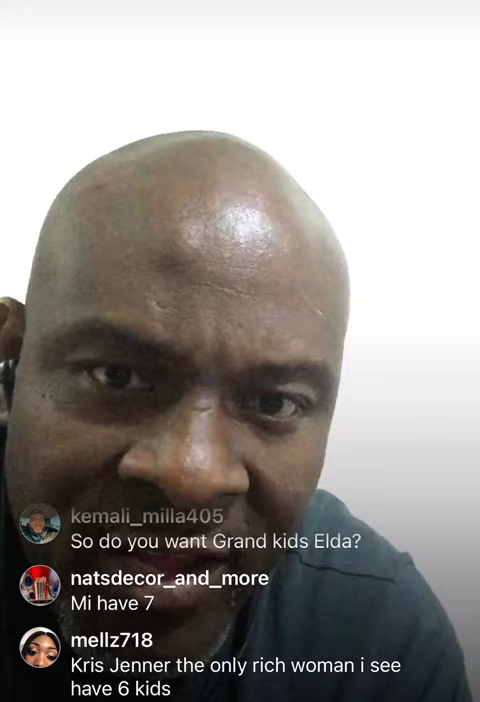 kemali_milla405
So do you want Grand kids Elda?
natsdecor_and_more
Mi have 7
mellz718
Kris Jenner the only rich woman i see
have 6 kids